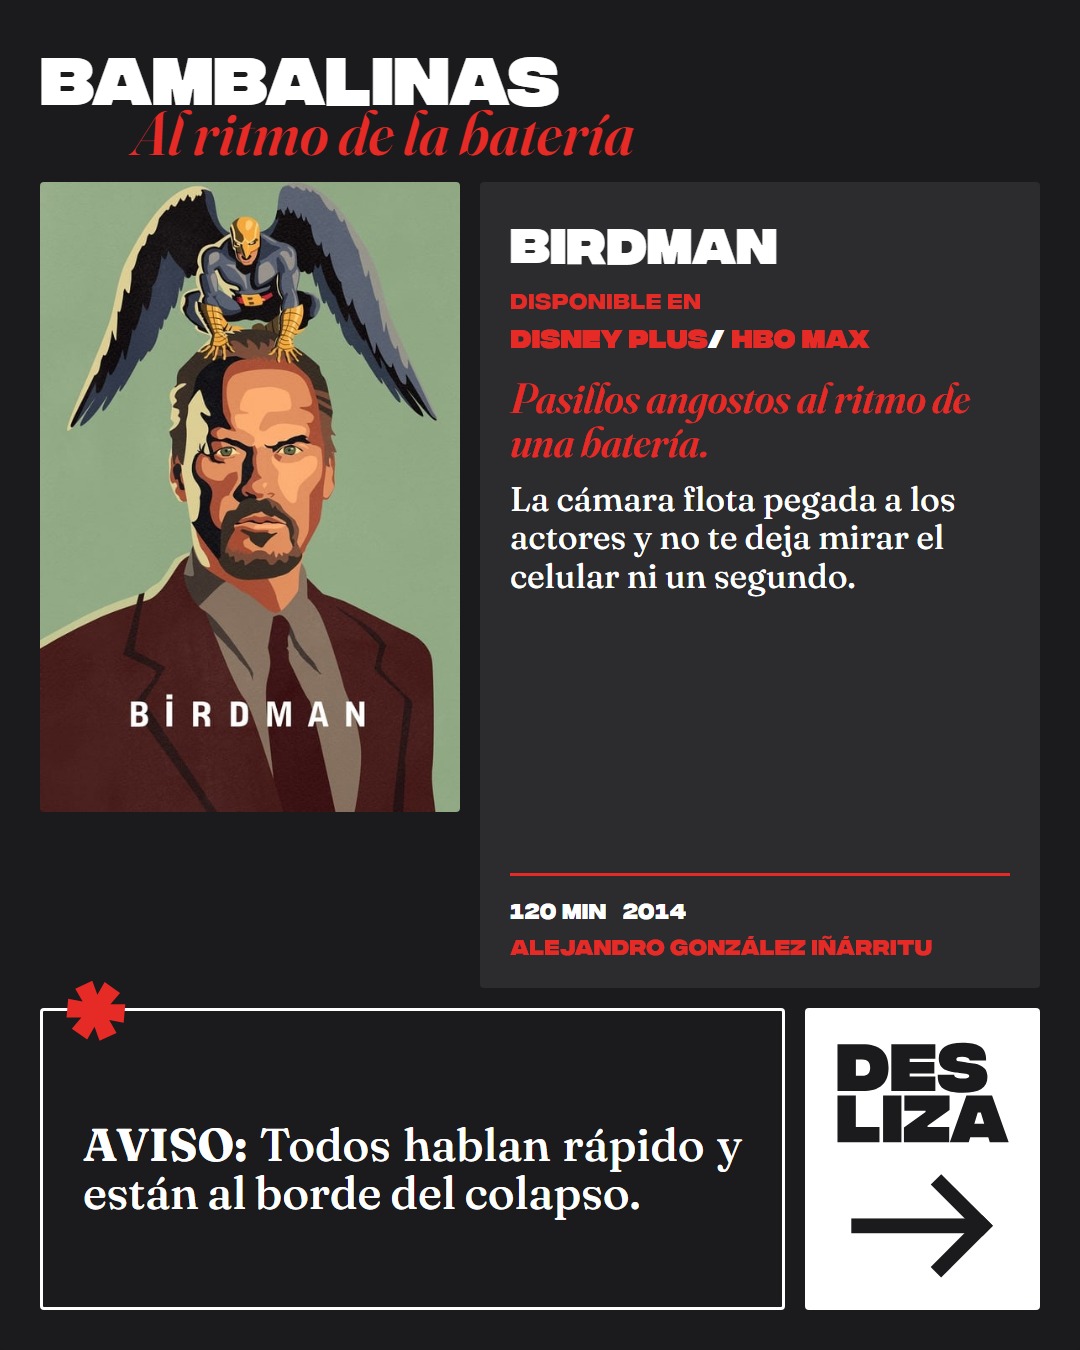 BAMBALINAS
Al ritmo de la batería
BİRDMAN
BIRDMAN
DISPONIBLE EN
DISNEY PLUS/ HBO MAX
Pasillos angostos al ritmo de
una batería.
La cámara flota pegada a los
actores y no te deja mirar el
celular ni un segundo.
120 MIN 2014
ALEJANDRO GONZÁLEZ IÑÁRRITU
AVISO: Todos hablan rápido y
están al borde del colapso.
DES
LIZA